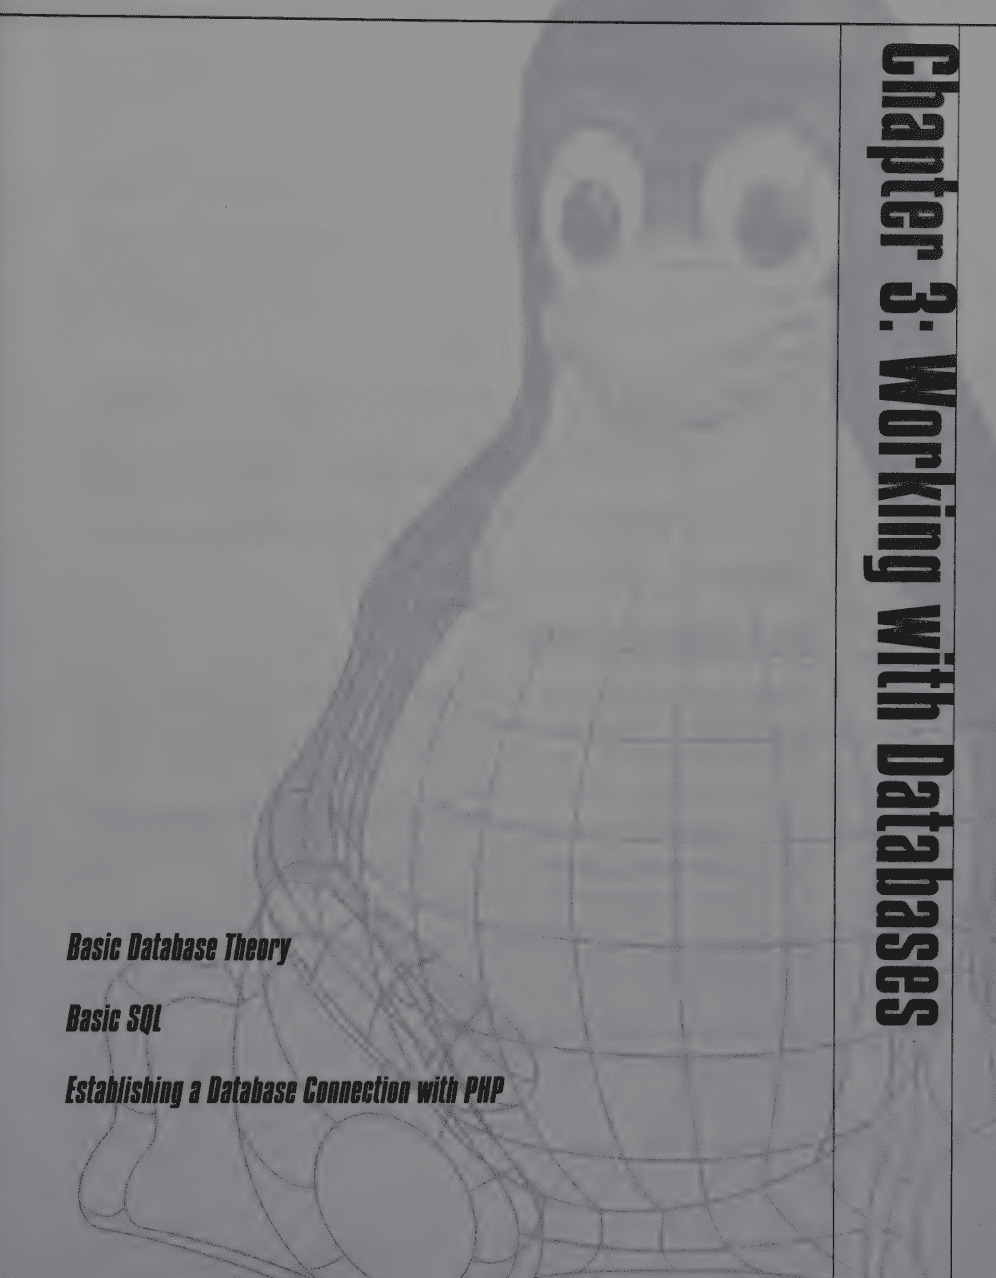 Chapter 3: Working with Databases
Basic Database Theory
Basic SQL
Establishing a Database Connection with PHP